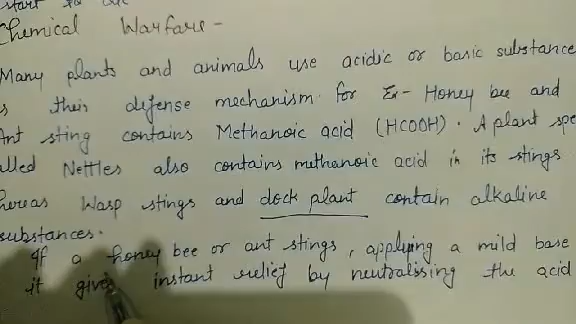 start
Chemical Warfare -
Many plants and animals use acidic or basic substance
s their defense mechanism. for Ex- Honey bee and
Ant sting contains Methanoic acid (HCOOH). A plant spe
alled Nettles also contains methanoic acid in its stings
hereas Wasp stings and dock plant contain alkaline
substances.
If a honey bee or ant stings, applying a mild base
it gives instant relief by neutralising the acid